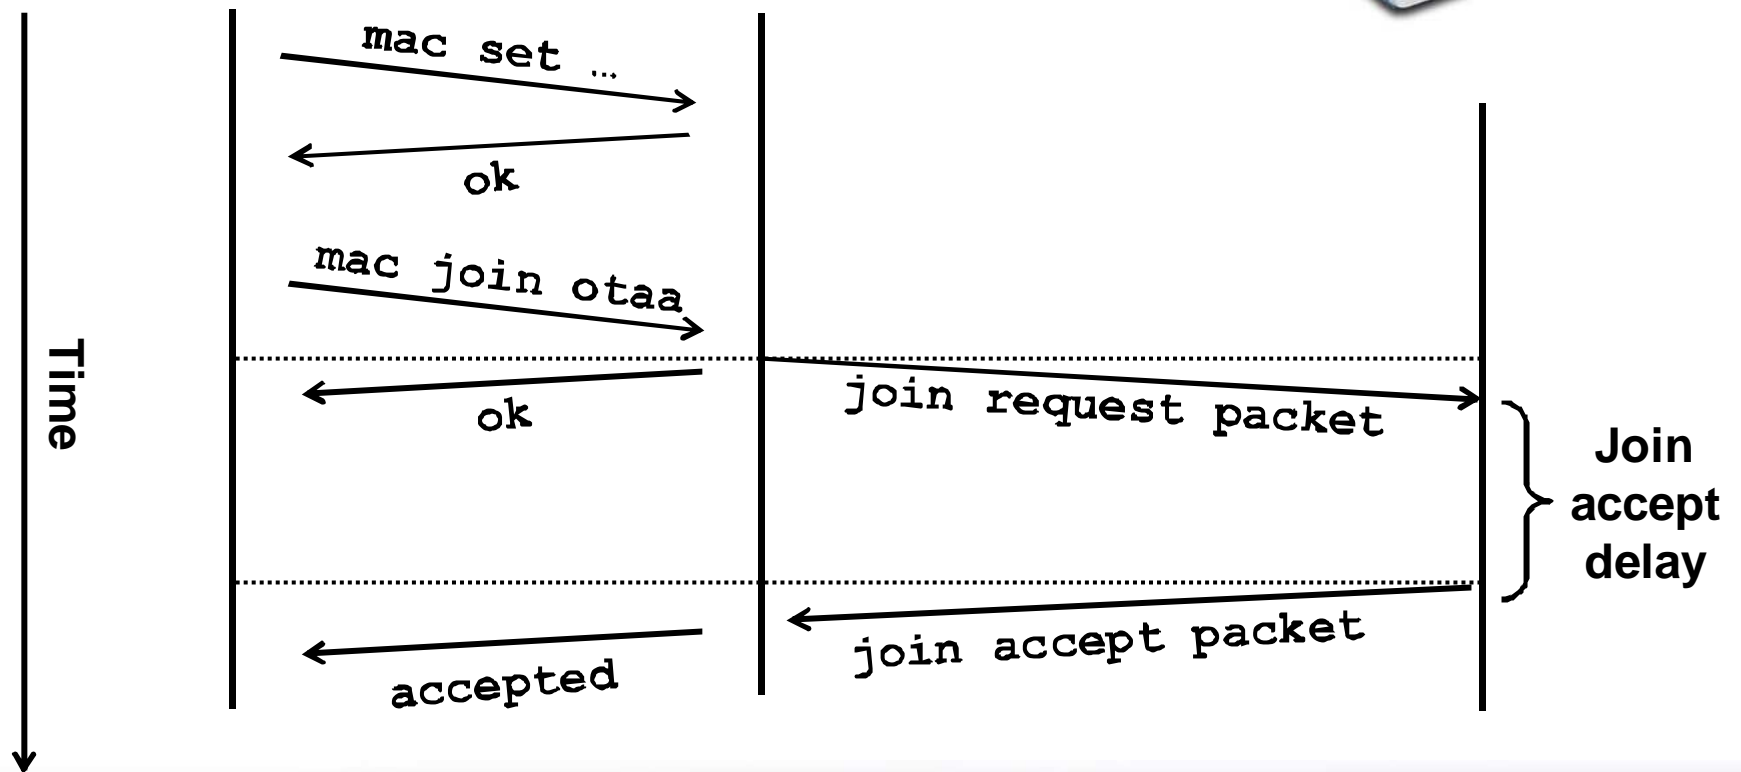 mac set …
ok
mac join otaa
Time
ok
join request packet
Join
accept
delay
join accept packet
accepted